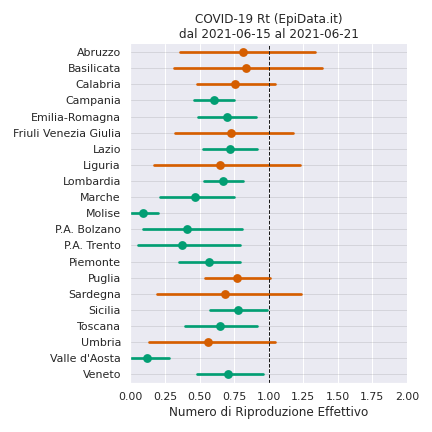 COVID-19 Rt (EpiData.it)
dal 2021-06-15 al 2021-06-21
Abruzzo
Basilicata
Calabria
Campania
Emilia-Romagna
Friuli Venezia Giulia
Lazio
Liguria
Lombardia
Marche
Molise
P.A. Bolzano
P.A. Trento
Piemonte
Puglia
Sardegna
Sicilia
Toscana
Umbria
Valle d'Aosta
Veneto
0.00 0.25 0.50 0.75 1.00 1.25 1.50 1.75 2.00
Numero di Riproduzione Effettivo